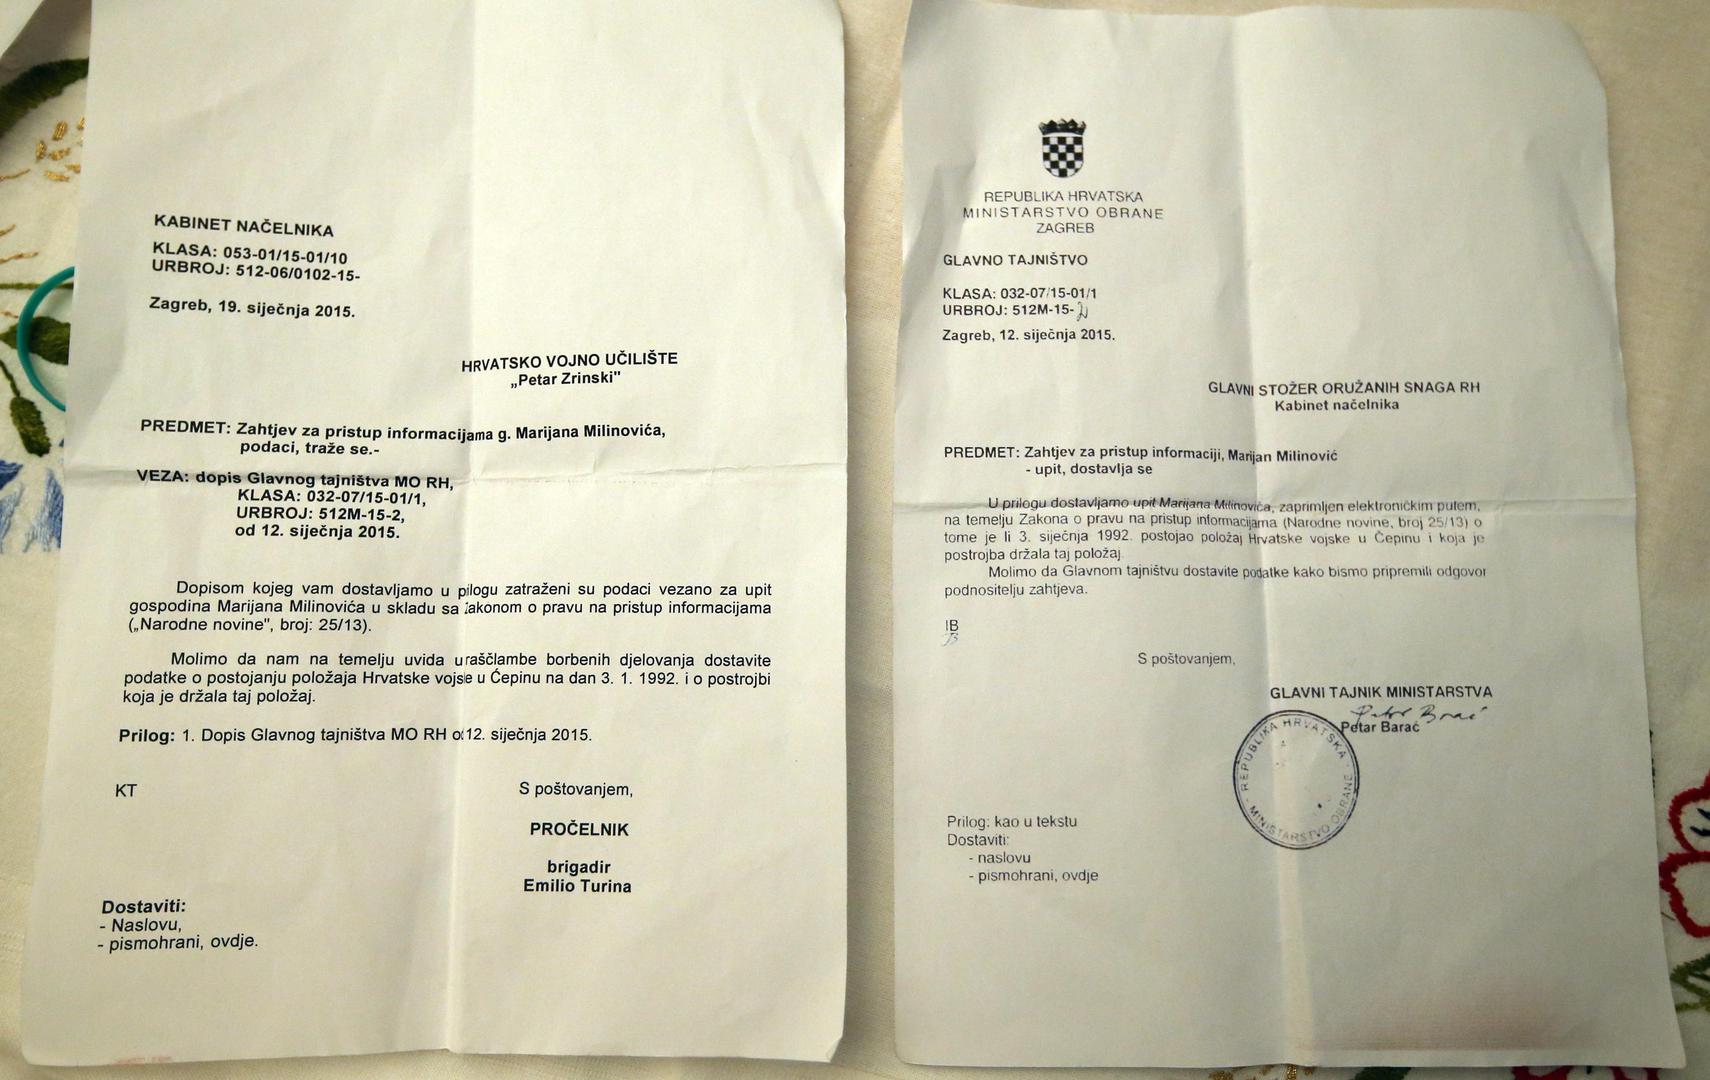 KABINET NAČELNIKA
KLASA: 053-01/15-01/10
URBROJ: 512-06/0102-15-
Zagreb, 19. siječnja 2015.
HRVATSKO VOJNO UČILIŠTE
„Petar Zrinski"
PREDMET: Zahtjev za pristup informacijama g. Marijana Milinovića,
podaci, traže se.-
VEZA: dopis Glavnog tajništva MO RH,
KLASA: 032-07/15-01/1,
URBROJ: 512M-15-2,
od 12. siječnja 2015.
Dopisom kojeg vam dostavljamo u prilogu zatraženi su podaci vezano za upit
gospodina Marijana Milinovića u skladu sa Zakonom o pravu na pristup informacijama
(„Narodne novine", broj: 25/13).
Molimo da nam na temelju uvida u raščlambe borbenih djelovanja dostavite
podatke o postojanju položaja Hrvatske vojske u Ćepinu na dan 3. 1. 1992. i o postrojbi
koja je držala taj položaj.
Prilog: 1. Dopis Glavnog tajništva MO RH od 12. siječnja 2015.
KT
S poštovanjem,
PROČELNIK
brigadir
Emilio Turina
Dostaviti:
- Naslovu,
- pismohrani, ovdje.
REPUBLIKA HRVATSKA
MINISTARSTVO OBRANE
ZAGREB
GLAVNO TAJNIŠTVO
KLASA: 032-07/15-01/1
URBROJ: 512M-15-2
Zagreb, 12. siječnja 2015.
GLAVNI STOŽER ORUŽANIH SNAGA RH
Kabinet načelnika
PREDMET: Zahtjev za pristup informaciji, Marijan Milinović
- upit, dostavlja se
U prilogu dostavljamo upit Marijana Milinovića, zaprimljen elektroničkim putem,
na temelju Zakona o pravu na pristup informacijama (Narodne novine, broj 25/13) o
tome je li 3. siječnja 1992. postojao položaj Hrvatske vojske u Čepinu i koja je
postrojba držala taj položaj.
Molimo da Glavnom tajništvu dostavite podatke kako bismo pripremili odgovor
podnositelju zahtjeva.
IB
S poštovanjem,
GLAVNI TAJNIK MINISTARSTVA
Petar Barać
Petar Barać
REPUBLIKA HRVATSKA
MINISTARSTVO OBRANE
Prilog: kao u tekstu
Dostaviti:
- naslovu
- pismohrani, ovdje